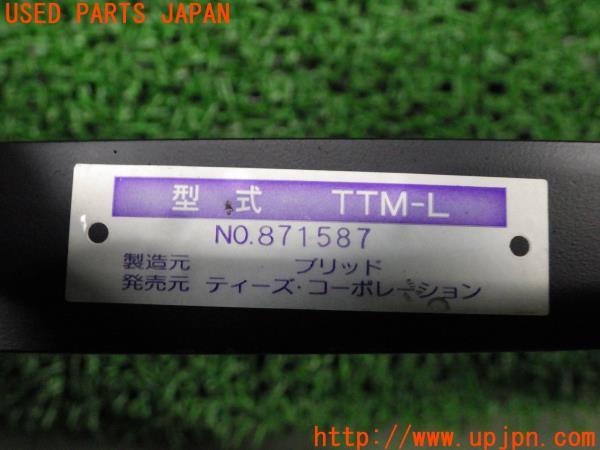 USED PARTS JAPAN
型式 TTM-L
NO.871587
製造元 ブリッド
発売元 ティーズ・コーポレーション
http://www.upjpn.com/